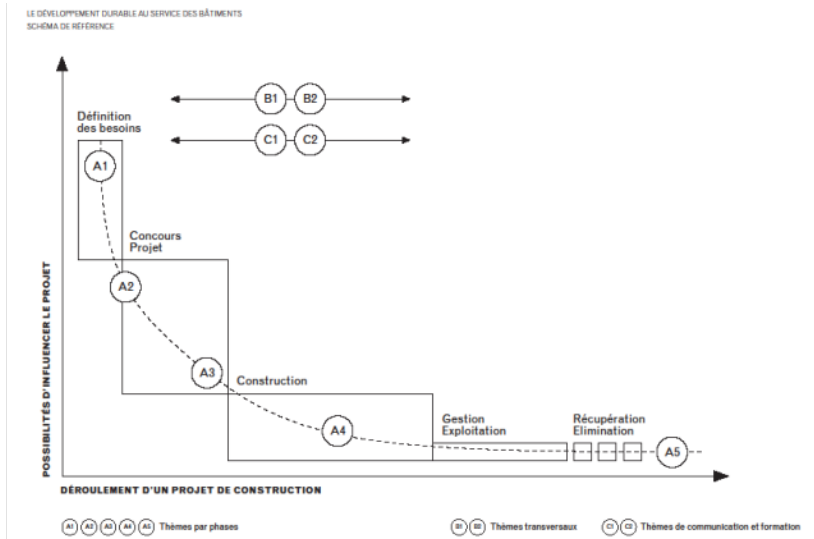 LE DÉVELOPPEMENT DURABLE AU SERVICE DES BÂTIMENTS
SCHÉMA DE RÉFÉRENCE
B1 B2
Définition
des besoins
C1 C2
A1
Concours
Projet
A2
A3
Construction
A4
Gestion
Exploitation
Récupération
Elimination
A5
POSSIBILITÉS D'INFLUENCER LE PROJET
DÉROULEMENT D'UN PROJET DE CONSTRUCTION
A1 A2 A3 A4 A5 Thèmes par phases
B1 B2 Thèmes transversaux
C1 C2 Thèmes de communication et formation